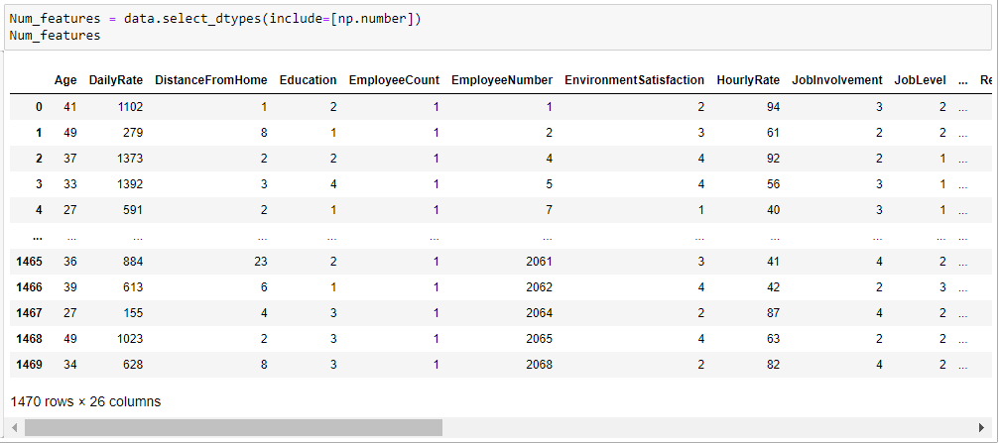 Num_features = data.select_dtypes(include=[np.number])
Num_features
Age DailyRate DistanceFromHome Education EmployeeCount EmployeeNumber EnvironmentSatisfaction HourlyRate JobInvolvement JobLevel ... Re
0 41 1102 1 2 1 1 2 94 3 2 ...
1 49 279 8 1 1 2 3 61 2 2 ...
2 37 1373 2 2 1 4 4 92 2 1 ...
3 33 1392 3 4 1 5 4 56 3 1 ...
4 27 591 2 1 1 7 1 40 3 1 ...
... ... ... ... ... ... ... ... ... ... ... ...
1465 36 884 23 2 1 2061 3 41 4 2 ...
1466 39 613 6 1 1 2062 4 42 2 3 ...
1467 27 155 4 3 1 2064 2 87 4 2 ...
1468 49 1023 2 3 1 2065 4 63 2 2 ...
1469 34 628 8 3 1 2068 2 82 4 2 ...
1470 rows × 26 columns